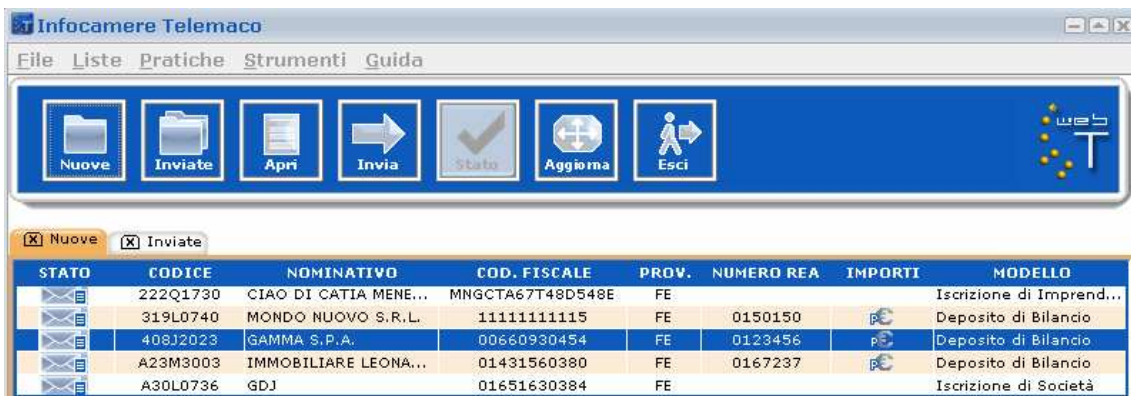 Infocamere Telemaco
File Liste Pratiche Strumenti Guida
Nuove Inviate Apri Invia Stato Aggiorna Esci
web T
Nuove Inviate
STATO CODICE NOMINATIVO COD. FISCALE PROV. NUMERO REA IMPORTI MODELLO
222Q1730 CIAO DI CATIA MENE... MNGCTA67T48D548E FE Iscrizione di Imprend...
319L0740 MONDO NUOVO S.R.L. 11111111115 FE 0150150 P€ Deposito di Bilancio
408J2023 GAMMA S.P.A. 00660930454 FE 0123456 P€ Deposito di Bilancio
A23M3003 IMMOBILIARE LEONA... 01431560380 FE 0167237 P€ Deposito di Bilancio
A30L0736 GDJ 01651630384 FE Iscrizione di Società